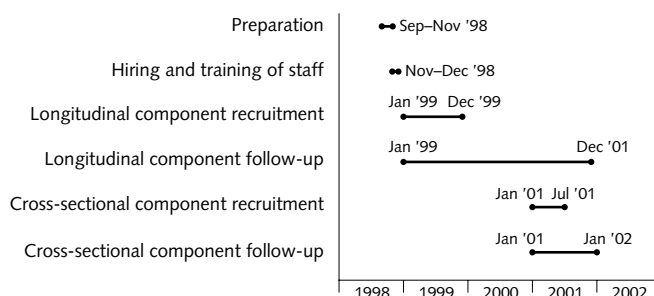 Preparation Sep–Nov '98
Hiring and training of staff Nov–Dec '98
Jan '99 Dec '99
Longitudinal component recruitment
Jan '99 Dec '01
Longitudinal component follow-up
Jan '01 Jul '01
Cross-sectional component recruitment
Jan '01 Jan '02
Cross-sectional component follow-up
1998 1999 2000 2001 2002